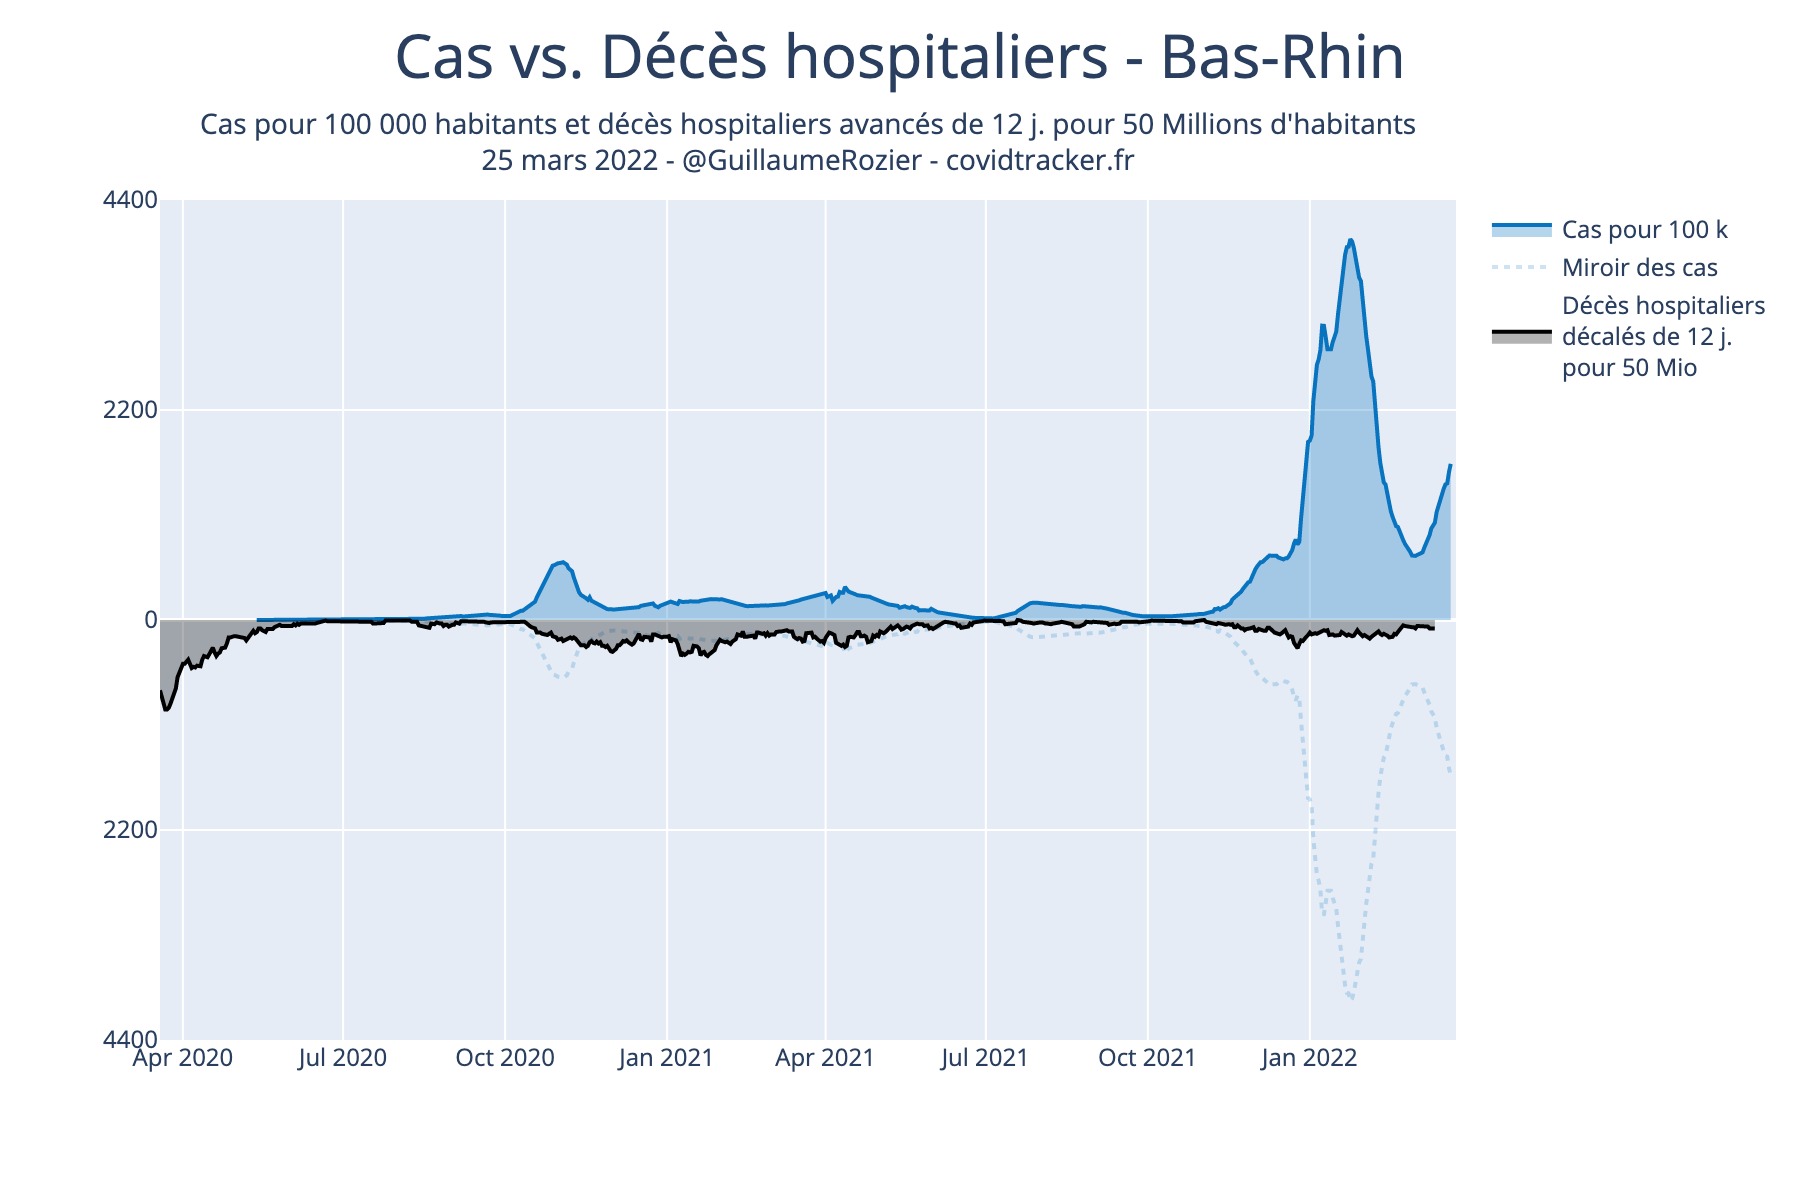 Cas vs. Décès hospitaliers - Bas-Rhin
Cas pour 100 000 habitants et décès hospitaliers avancés de 12 j. pour 50 Millions d'habitants
25 mars 2022 - @GuillaumeRozier - covidtracker.fr
4400
2200
0
2200
4400
Apr 2020
Jul 2020
Oct 2020
Jan 2021
Apr 2021
Jul 2021
Oct 2021
Jan 2022
Cas pour 100 k
Miroir des cas
Décès hospitaliers
décalés de 12 j.
pour 50 Mio